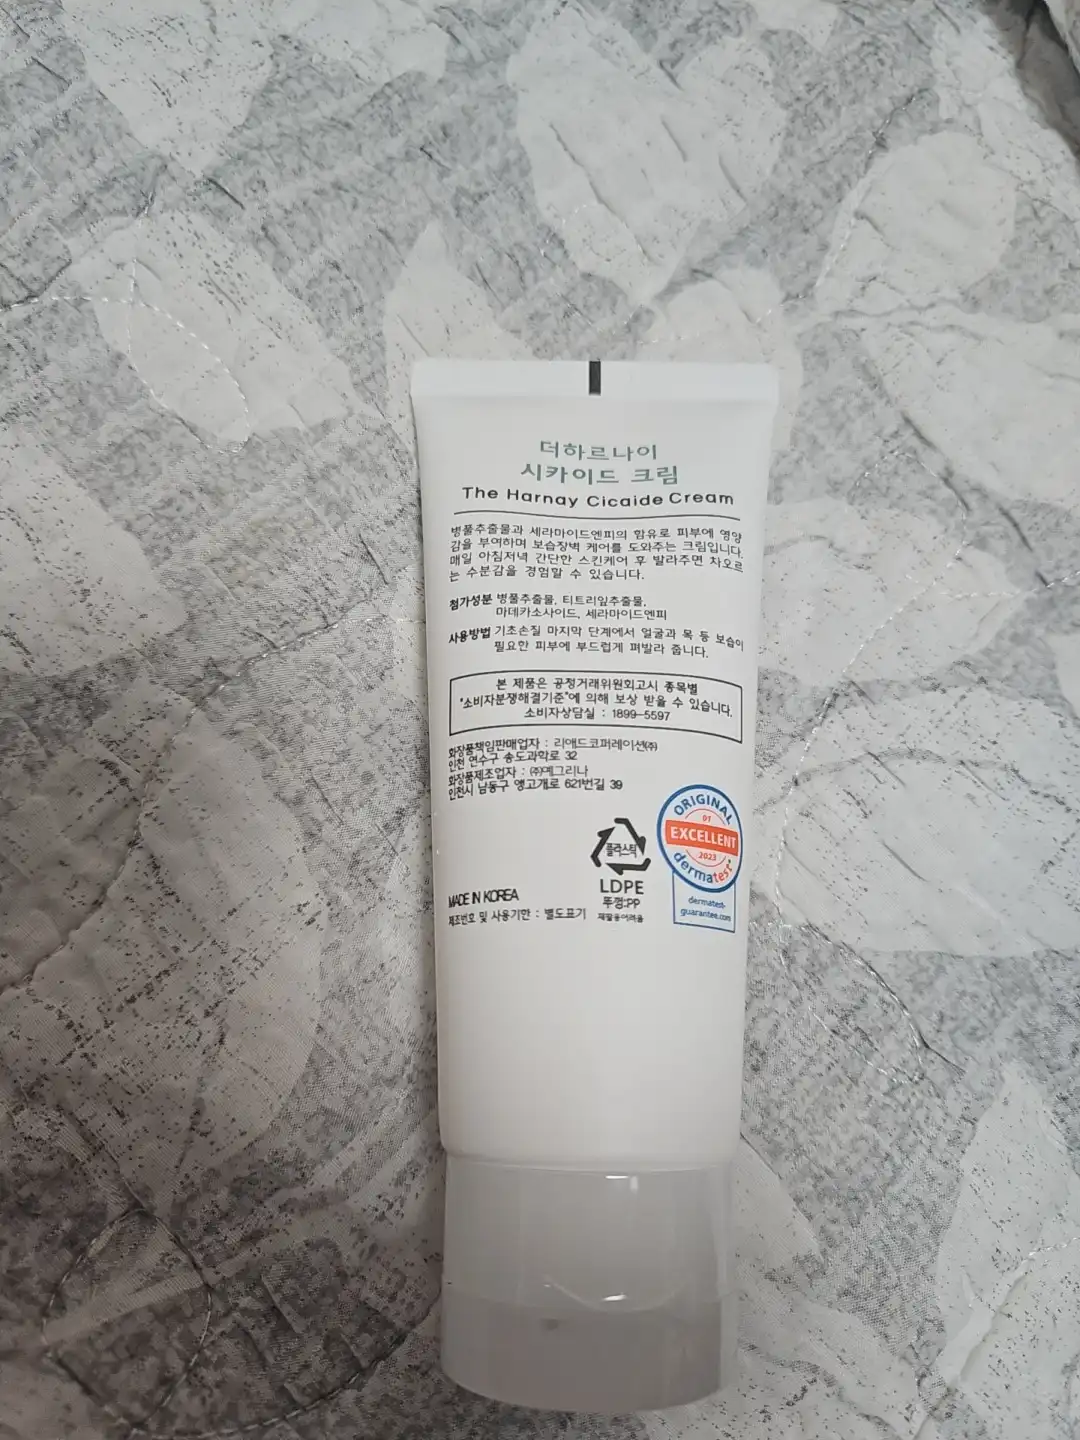 더하르나이
시카이드 크림
The Harnay Cicaide Cream
병풀추출물과 세라마이드엔피의 함유로 피부에 영양
감을 부여하며 보습장벽 케어를 도와주는 크림입니다.
매일 아침저녁 간단한 스킨케어 후 발라주면 차오르
는 수분감을 경험할 수 있습니다.
첨가성분 병풀추출물, 티트리잎추출물,
마데카소사이드, 세라마이드엔피
사용방법 기초손질 마지막 단계에서 얼굴과 목 등 보습이
필요한 피부에 부드럽게 펴발라 줍니다.
본 제품은 공정거래위원회고시 종목별
"소비자분쟁해결기준"에 의해 보상 받을 수 있습니다.
소비자상담실 : 1899-5597
화장품책임판매업자 : 리애드코퍼레이션㈜
인천 연수구 송도과학로 32
화장품제조업자 : ㈜예그리나
인천시 남동구 앵고개로 621번길 39
ORIGINAL
01
EXCELLENT
2023
dermatest
dermatest-
guarantee.com
플라스틱
LDPE
뚜껑:PP
재활용어려움
MADE IN KOREA
제조번호 및 사용기한 : 별도표기